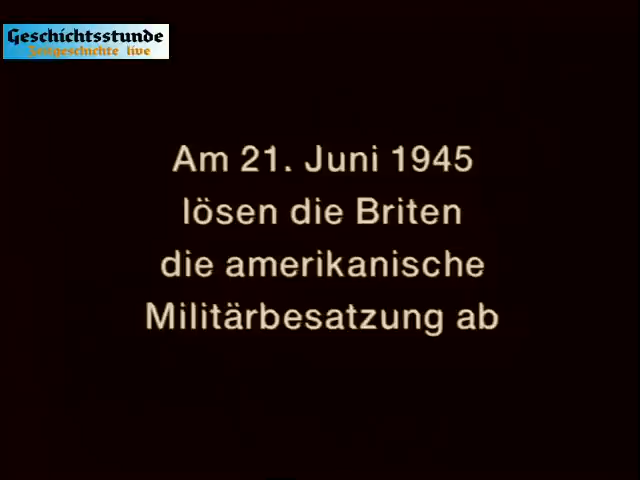 Geschichtsstunde
Zeitgeschichte live
Am 21. Juni 1945
lösen die Briten
die amerikanische
Militärbesatzung ab